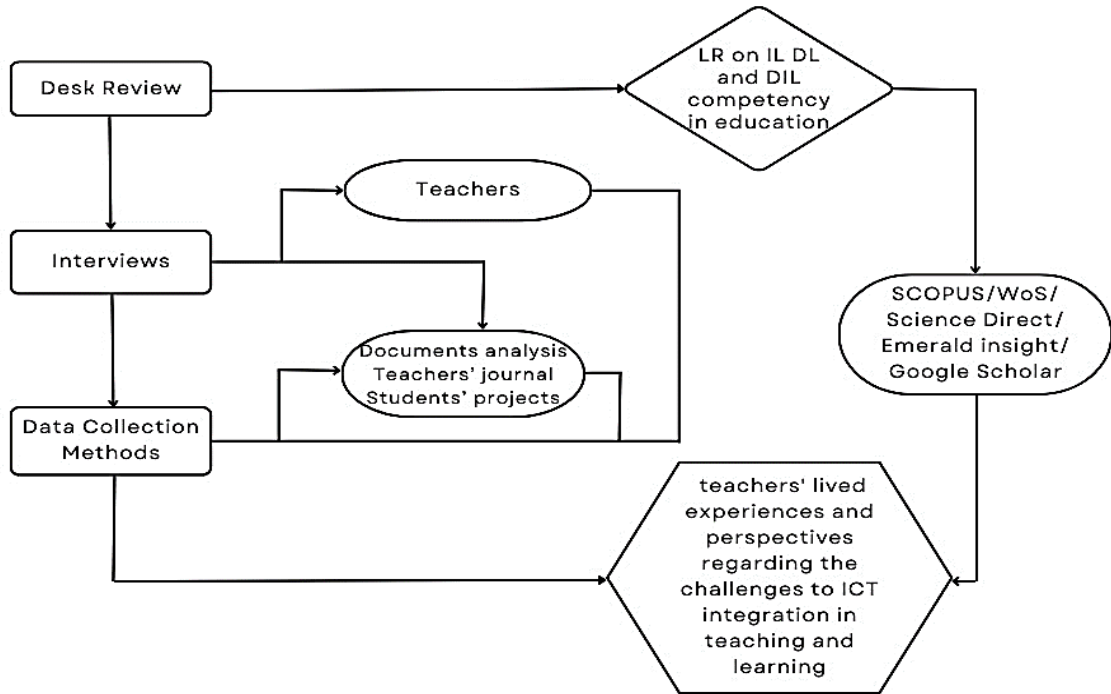 Desk Review
LR on IL DL
and DIL
competency
in education
Teachers
Interviews
SCOPUS/WoS/
Science Direct/
Emerald insight/
Google Scholar
Documents analysis
Teachers' journal
Students' projects
Data Collection
Methods
teachers' lived
experiences and
perspectives
regarding the
challenges to ICT
integration in
teaching and
learning